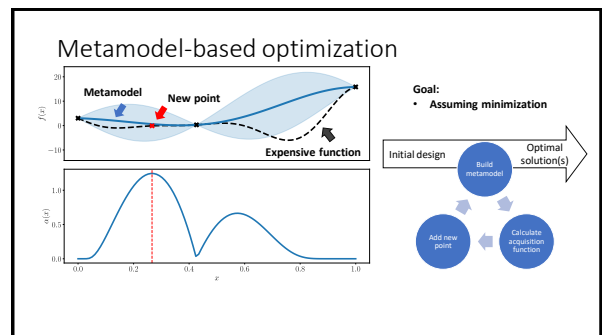 Metamodel-based optimization
Metamodel
New point
Expensive function
f(x)
20
10
0
−10
α(x)
1.0
0.5
0.0
0.0 0.2 0.4 0.6 0.8 1.0
x
Goal:
• Assuming minimization
Initial design
Optimal
solution(s)
Build
metamodel
Calculate
acquisition
function
Add new
point